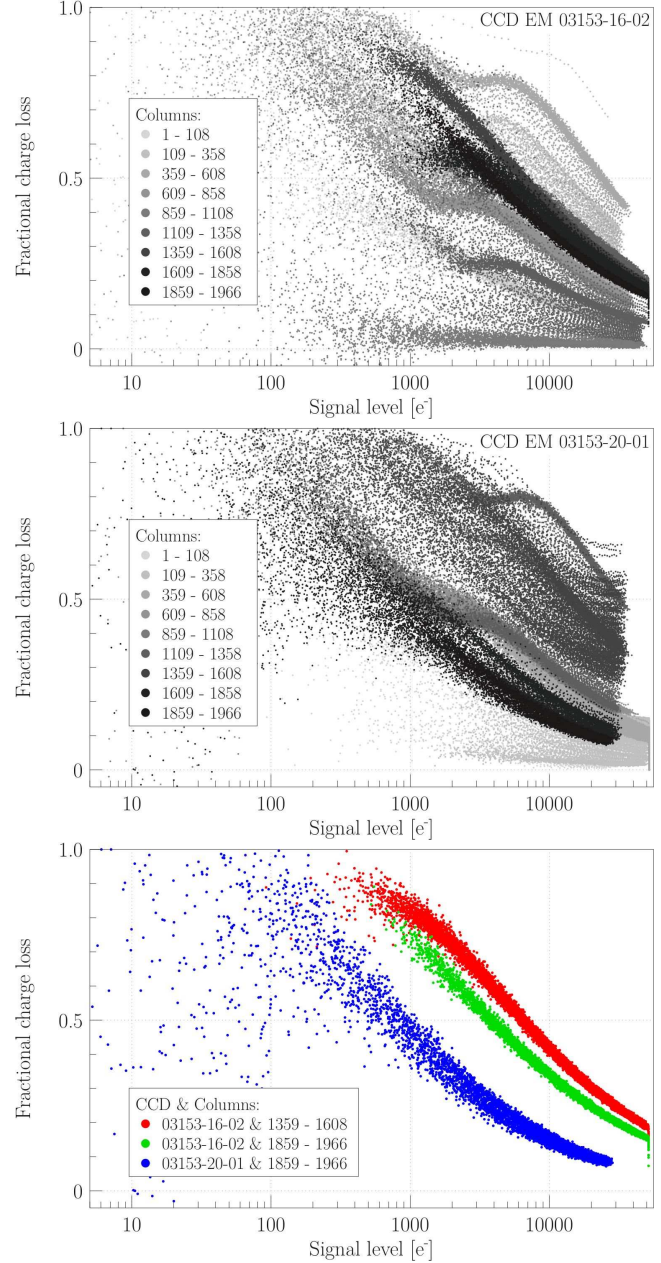 CCD EM 03153-16-02
1.0
0.5
0
Fractional charge loss
Columns:
1 - 108
109 - 358
359 - 608
609 - 858
859 - 1108
1109 - 1358
1359 - 1608
1609 - 1858
1859 - 1966
10 100 1000 10000
Signal level [e⁻]
CCD EM 03153-20-01
1.0
0.5
0
Fractional charge loss
Columns:
1 - 108
109 - 358
359 - 608
609 - 858
859 - 1108
1109 - 1358
1359 - 1608
1609 - 1858
1859 - 1966
10 100 1000 10000
Signal level [e⁻]
1.0
0.5
0
Fractional charge loss
CCD & Columns:
03153-16-02 & 1359 - 1608
03153-16-02 & 1859 - 1966
03153-20-01 & 1859 - 1966
10 100 1000 10000
Signal level [e⁻]